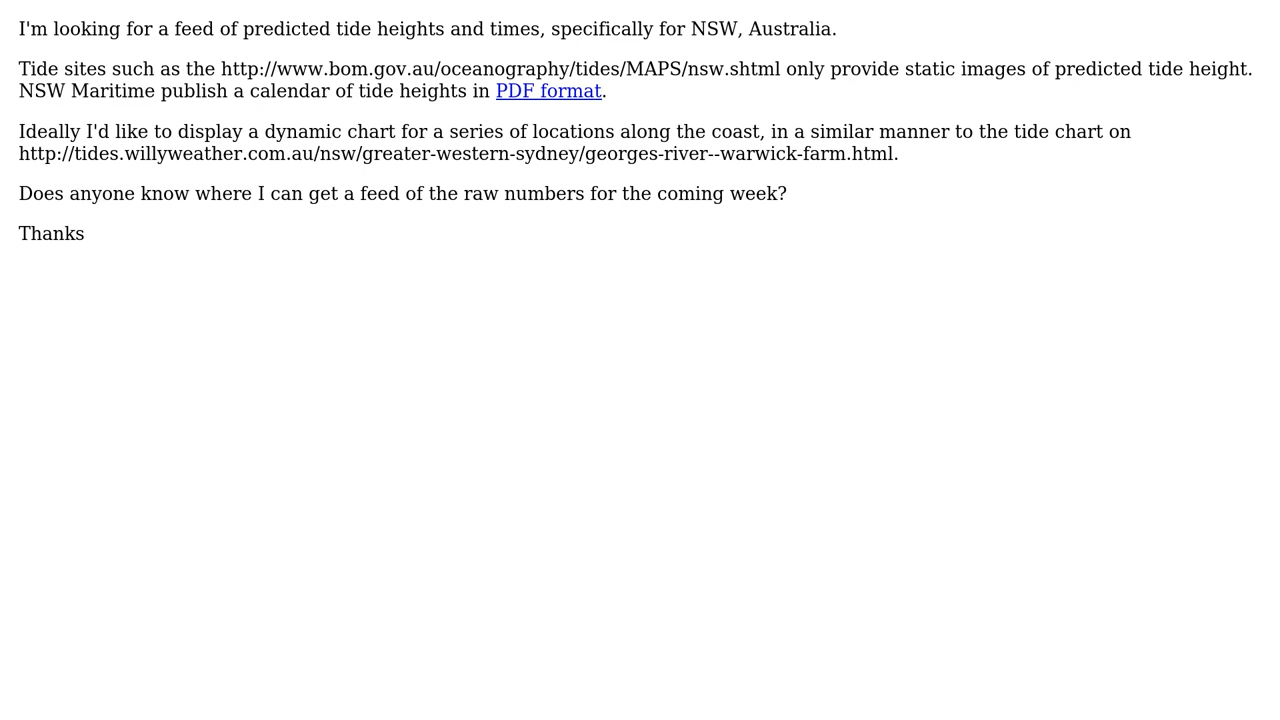 I'm looking for a feed of predicted tide heights and times, specifically for NSW, Australia.
Tide sites such as the http://www.bom.gov.au/oceanography/tides/MAPS/nsw.shtml only provide static images of predicted tide height.
NSW Maritime publish a calendar of tide heights in PDF format.
Ideally I'd like to display a dynamic chart for a series of locations along the coast, in a similar manner to the tide chart on
http://tides.willyweather.com.au/nsw/greater-western-sydney/georges-river--warwick-farm.html.
Does anyone know where I can get a feed of the raw numbers for the coming week?
Thanks